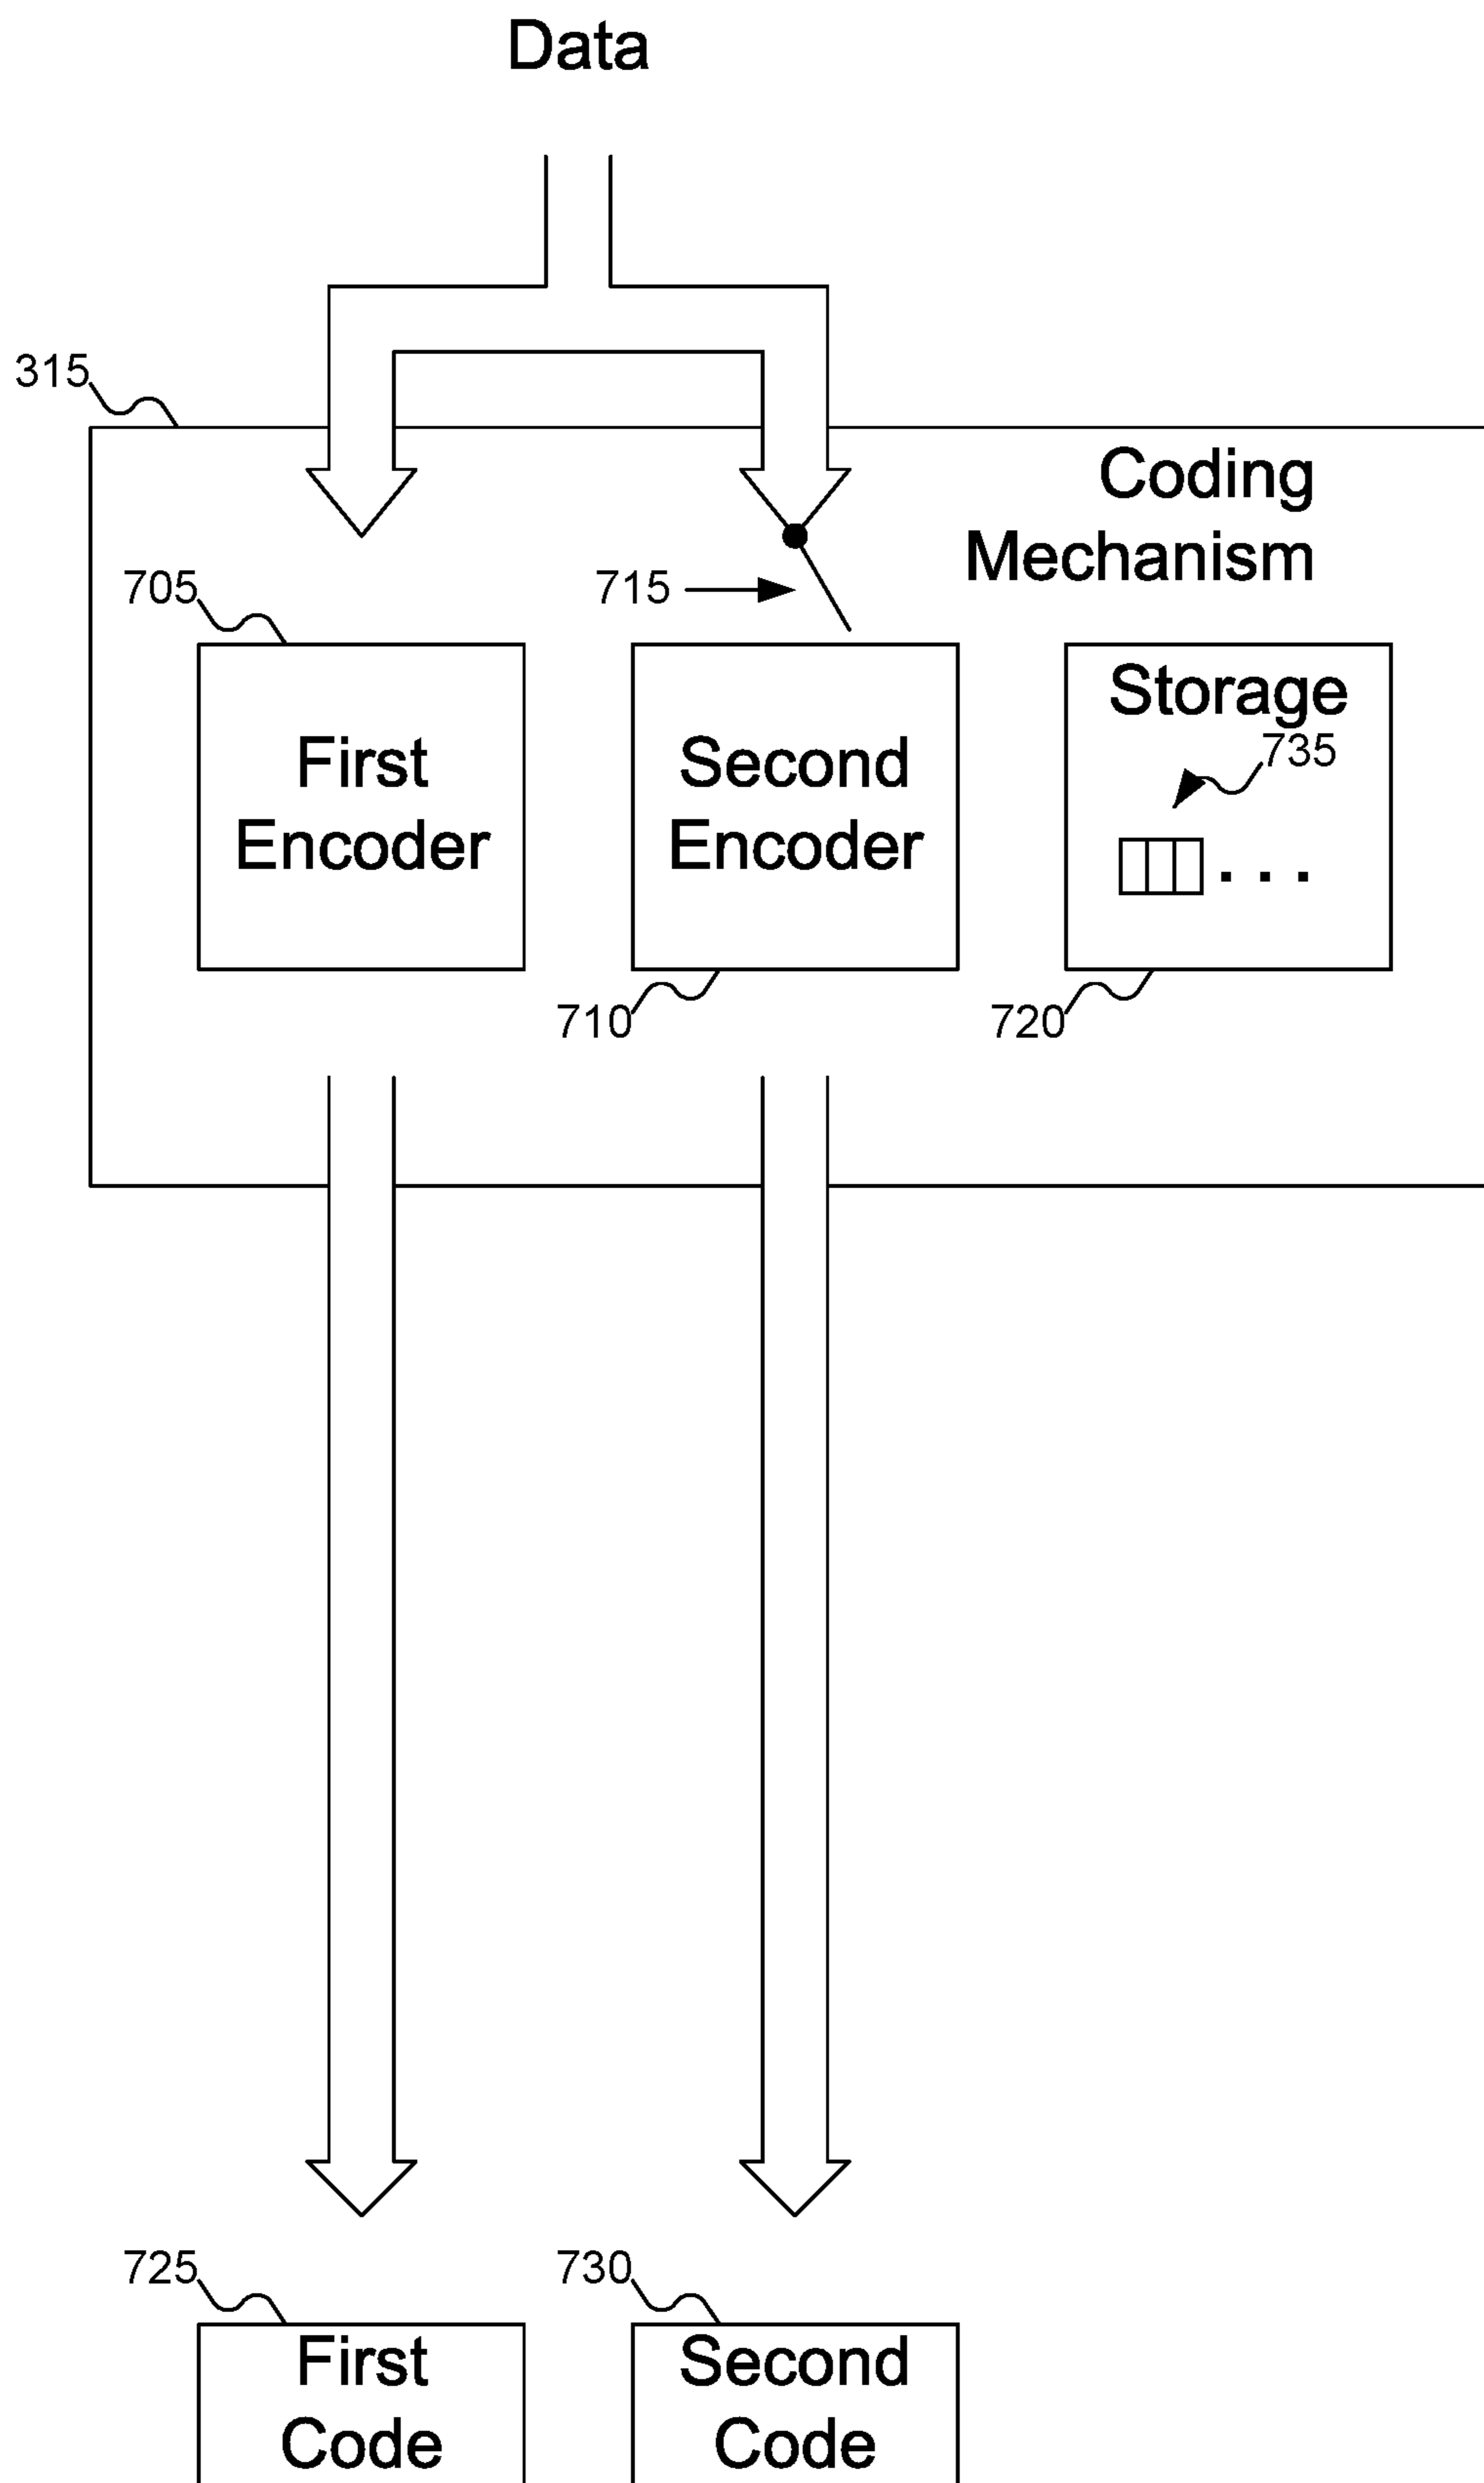 Data
315
Coding
Mechanism
705
715
Storage
735
First
Encoder
Second
Encoder
. . .
710
720
725
730
First
Code
Second
Code